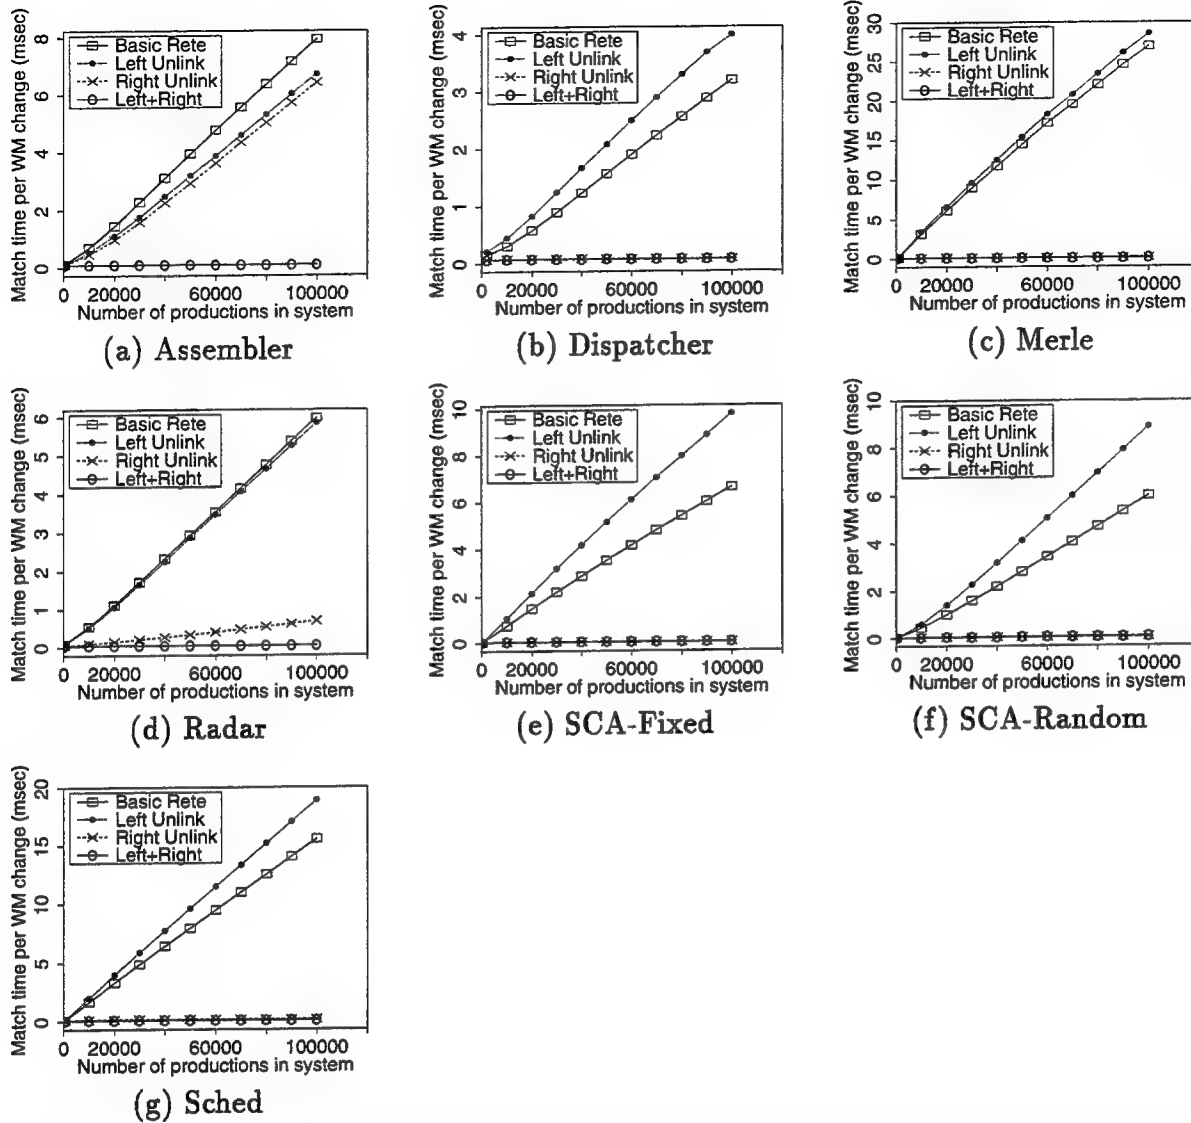 Match time per WM change (msec)
8
6
4
2
0
Basic Rete
Left Unlink
Right Unlink
Left+Right
0 20000 60000 100000
Number of productions in system
(a) Assembler
Match time per WM change (msec)
4
3
2
1
0
Basic Rete
Left Unlink
Right Unlink
Left+Right
0 20000 60000 100000
Number of productions in system
(b) Dispatcher
Match time per WM change (msec)
30
25
20
15
10
5
0
Basic Rete
Left Unlink
Right Unlink
Left+Right
0 20000 60000 100000
Number of productions in system
(c) Merle
Match time per WM change (msec)
6
5
4
3
2
1
0
Basic Rete
Left Unlink
Right Unlink
Left+Right
0 20000 60000 100000
Number of productions in system
(d) Radar
Match time per WM change (msec)
10
8
6
4
2
0
Basic Rete
Left Unlink
Right Unlink
Left+Right
0 20000 60000 100000
Number of productions in system
(e) SCA-Fixed
Match time per WM change (msec)
10
8
6
4
2
0
Basic Rete
Left Unlink
Right Unlink
Left+Right
0 20000 60000 100000
Number of productions in system
(f) SCA-Random
Match time per WM change (msec)
20
15
10
5
0
Basic Rete
Left Unlink
Right Unlink
Left+Right
0 20000 60000 100000
Number of productions in system
(g) Sched